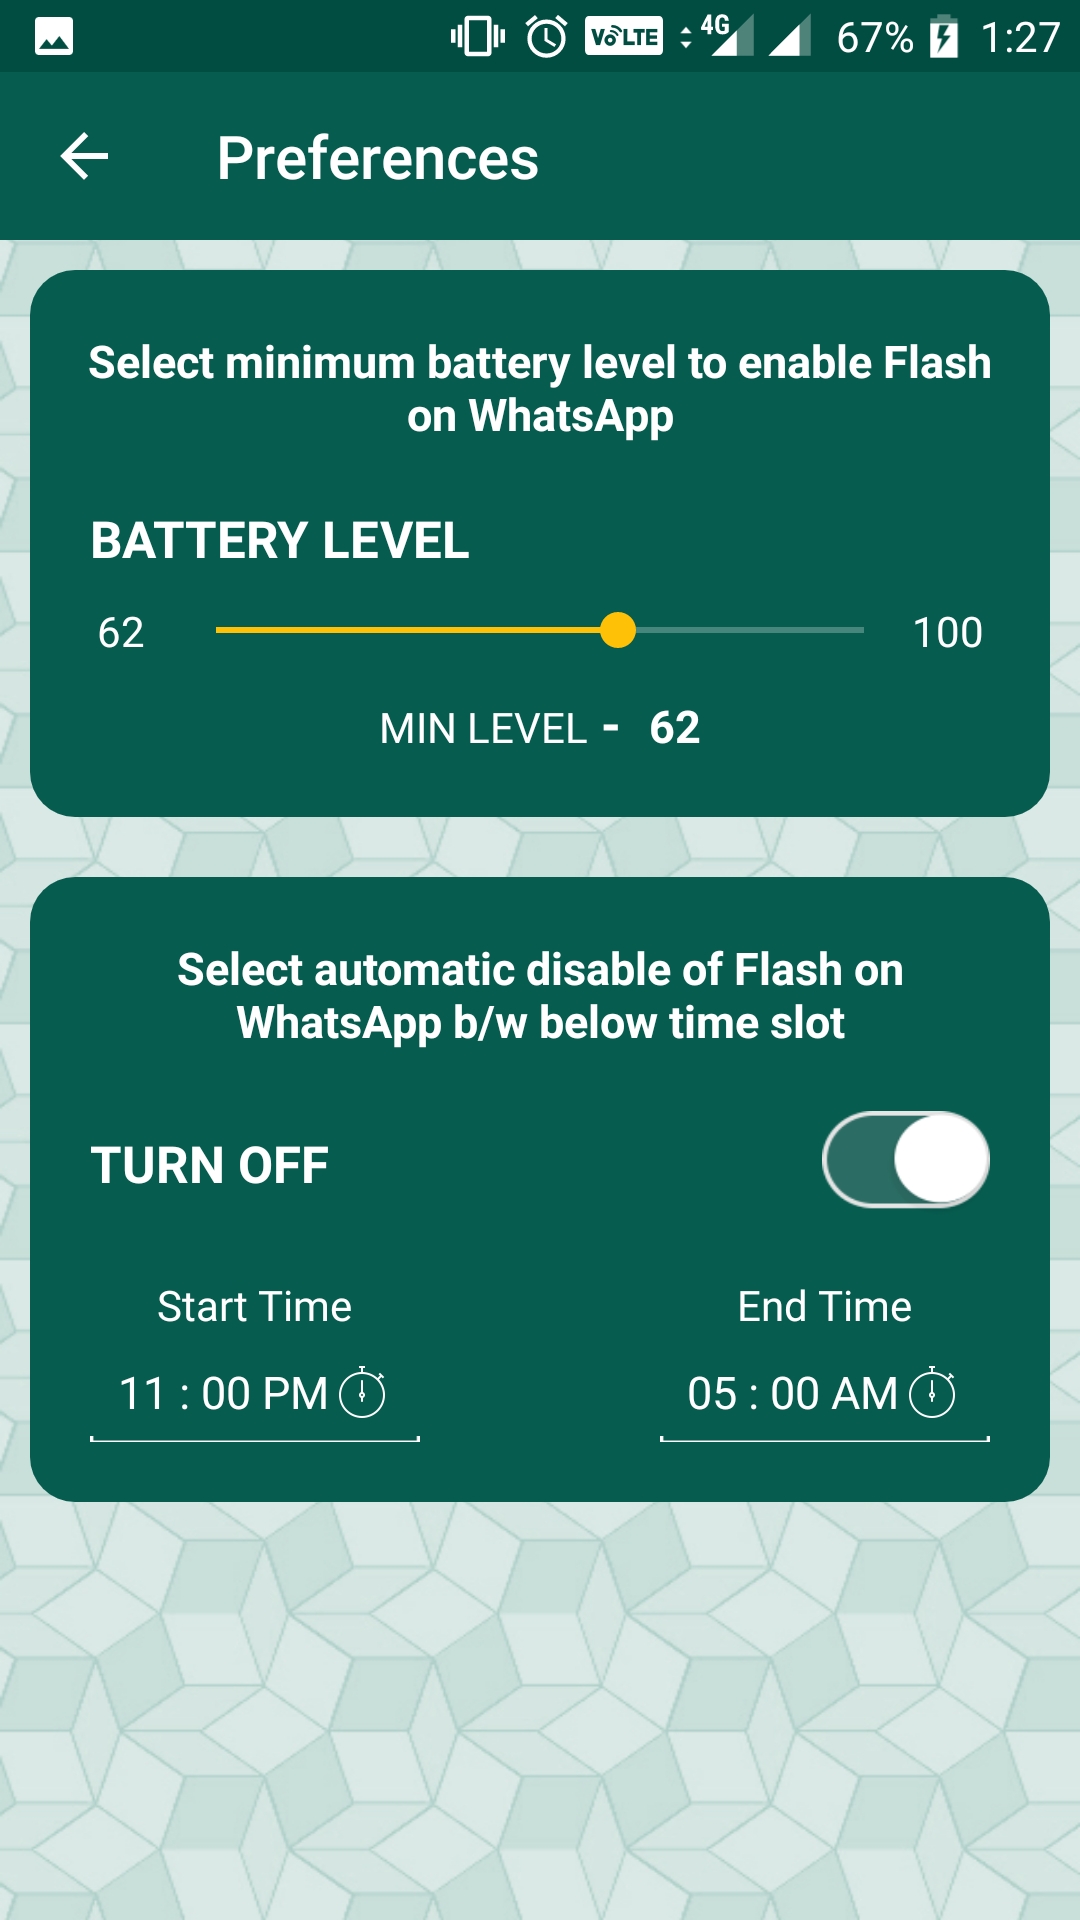 VoLTE 4G 67% 1:27
Preferences
Select minimum battery level to enable Flash
on WhatsApp
BATTERY LEVEL
62 100
MIN LEVEL - 62
Select automatic disable of Flash on
WhatsApp b/w below time slot
TURN OFF
Start Time End Time
11 : 00 PM 05 : 00 AM